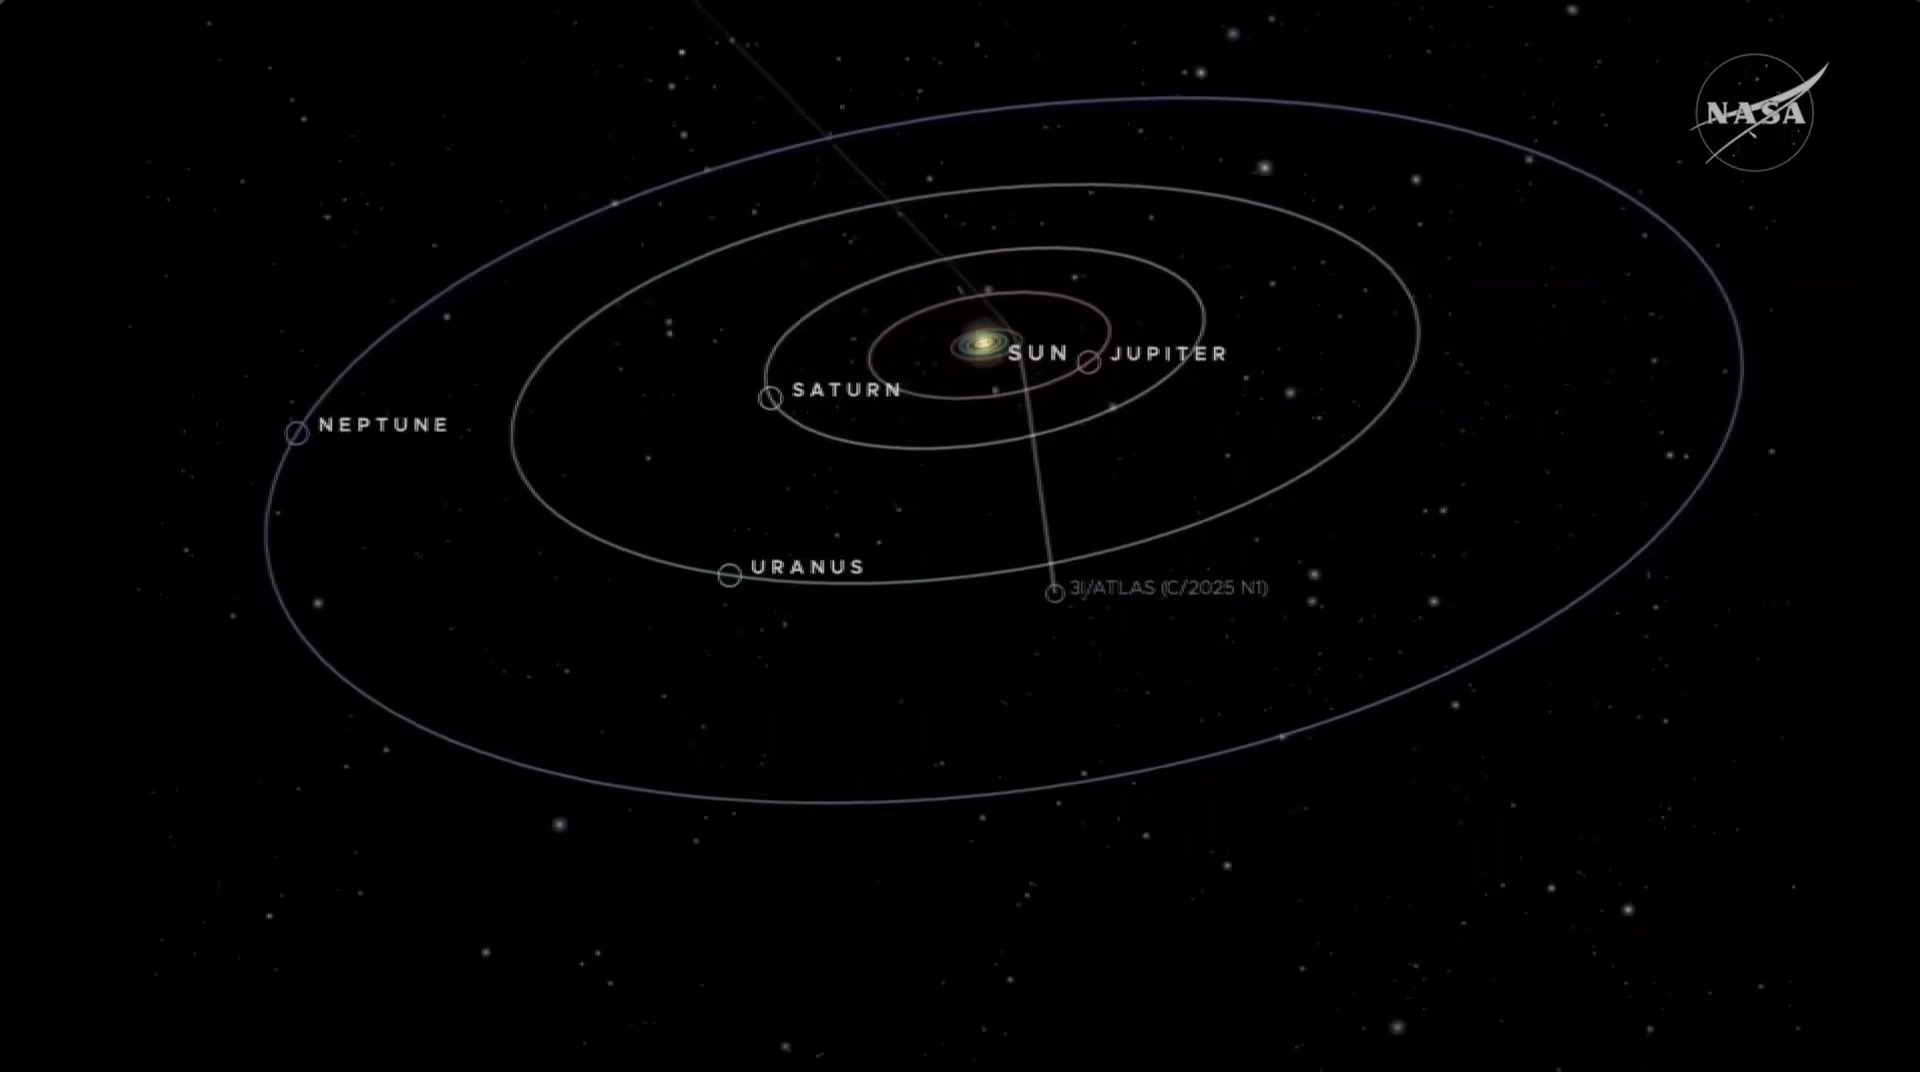 NASA
SUN
JUPITER
SATURN
NEPTUNE
URANUS
3I/ATLAS (C/2025 N1)